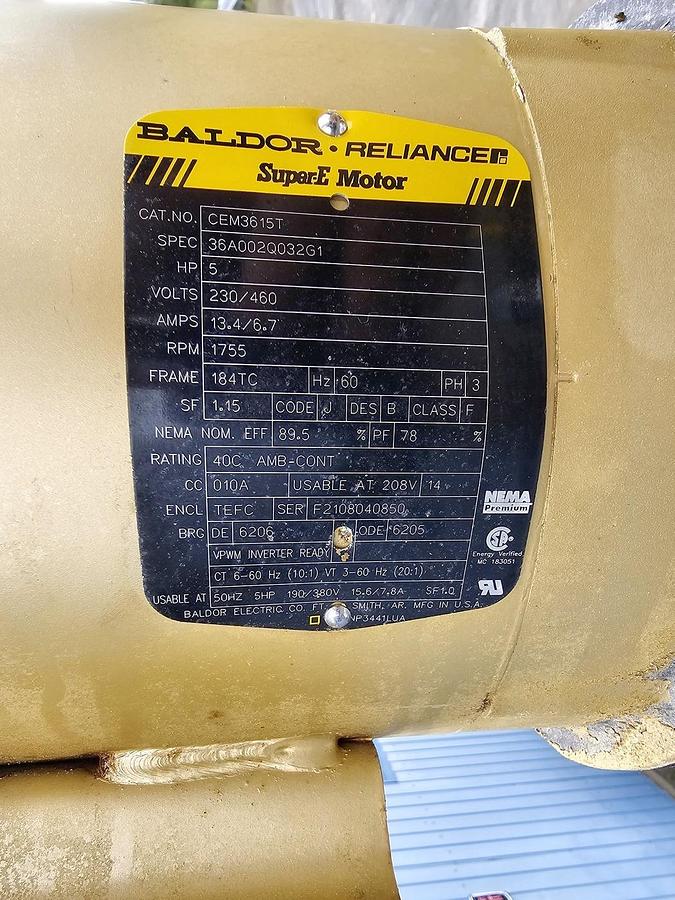 BALDOR • RELIANCE
Super-E Motor
CAT.NO. CEM3615T
SPEC 36A002Q032G1
HP 5
VOLTS 230/460
AMPS 13.4/6.7
RPM 1755
FRAME 184TC Hz 60 PH 3
SF 1.15 CODE J DES B CLASS F
NEMA NOM. EFF 89.5 % PF 78 %
RATING 40C AMB-CONT
CC 010A USABLE AT 208V 14
ENCL TEFC SER F2108040850
BRG DE 6206 ODE 6205
VPWM INVERTER READY
CT 6-60 Hz (10:1) VT 3-60 Hz (20:1)
USABLE AT 50HZ 5HP 190/380V 15.6/7.8A SF1.0
BALDOR ELECTRIC CO. FT. SMITH, AR. MFG IN U.S.A.
NP3441LUA
NEMA
Premium
Energy Verified
MC 183051